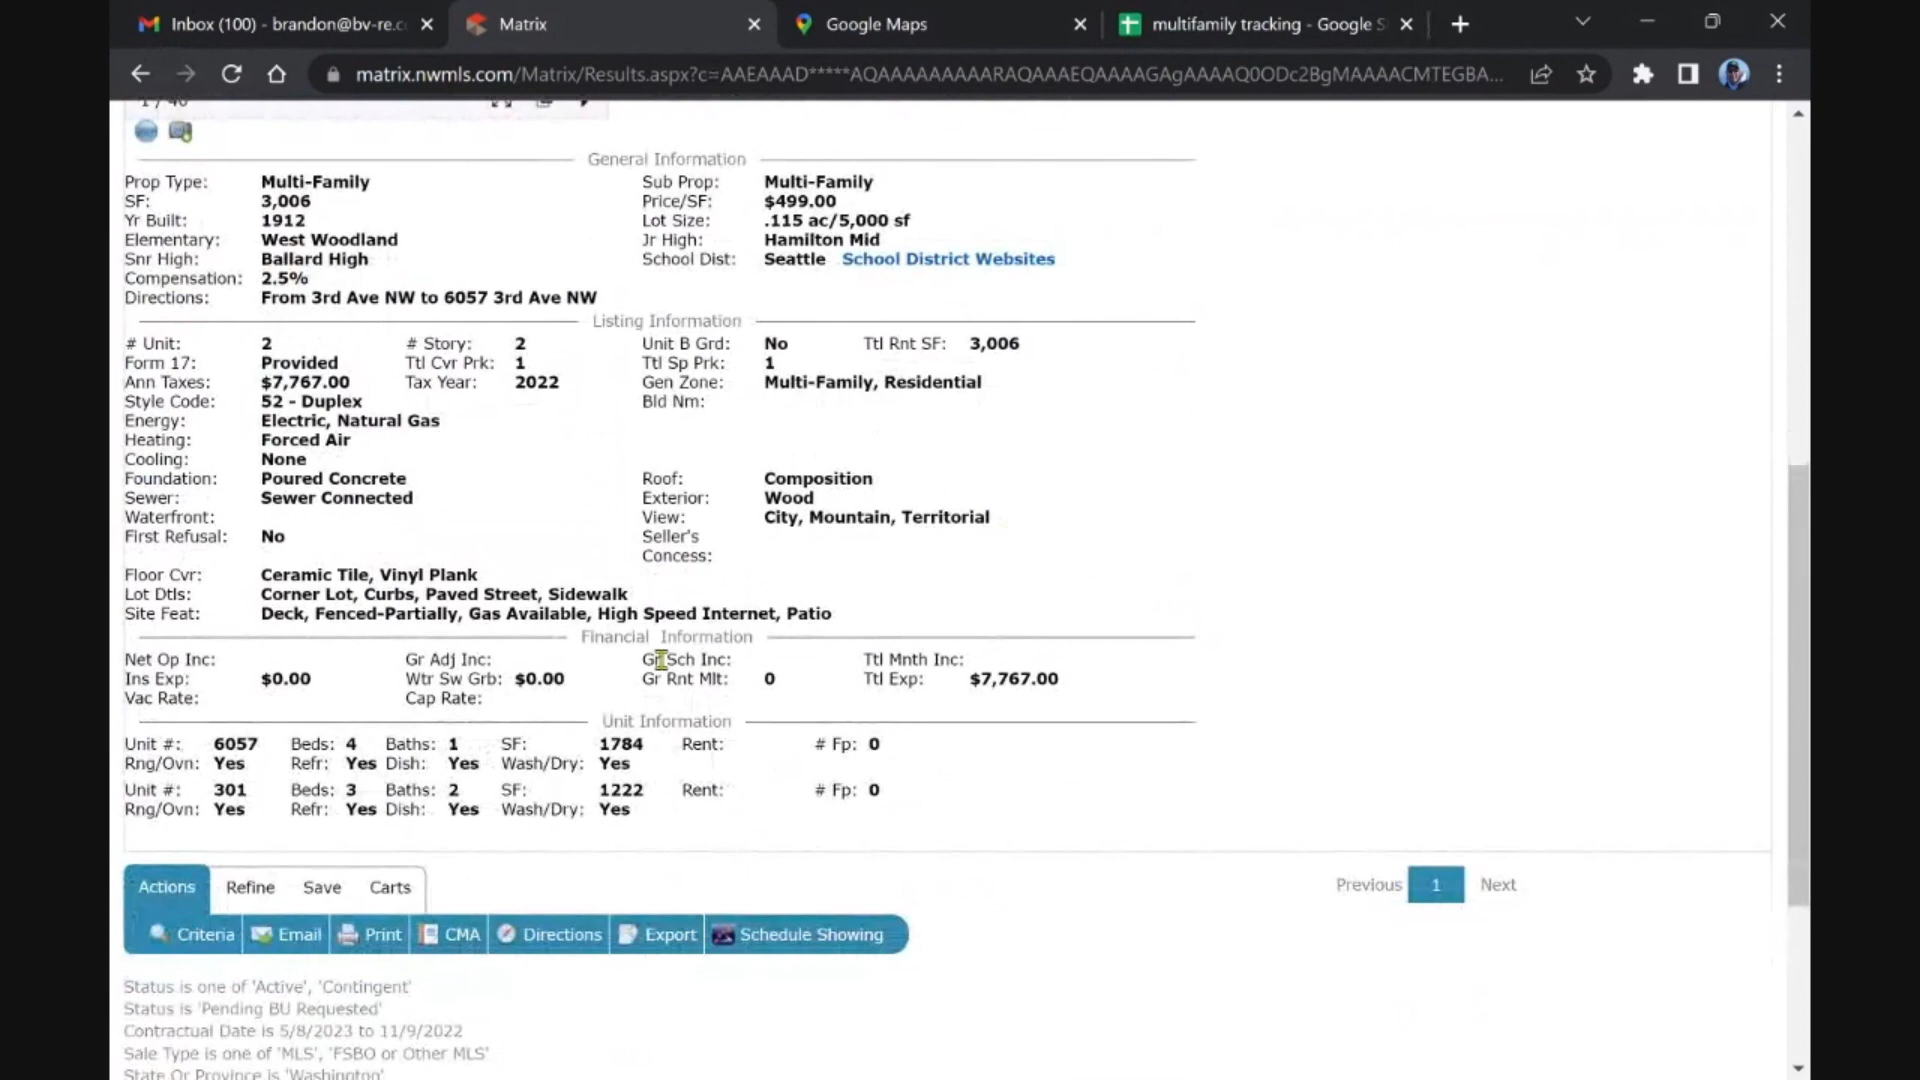 Inbox (100) - brandon@bv-re.c
Matrix
Google Maps
multifamily tracking - Google S
matrix.nwmls.com/Matrix/Results.aspx?c=AAEAAAD*****AQAAAAAAAAARAQAAAEQAAAAGAgAAAAQ0ODc2BgMAAAACMTEGBA...
1 / 40
General Information
Prop Type: Multi-Family Sub Prop: Multi-Family
SF: 3,006 Price/SF: $499.00
Yr Built: 1912 Lot Size: .115 ac/5,000 sf
Elementary: West Woodland Jr High: Hamilton Mid
Snr High: Ballard High School Dist: Seattle School District Websites
Compensation: 2.5%
Directions: From 3rd Ave NW to 6057 3rd Ave NW
Listing Information
# Unit: 2 # Story: 2 Unit B Grd: No Ttl Rnt SF: 3,006
Form 17: Provided Ttl Cvr Prk: 1 Ttl Sp Prk: 1
Ann Taxes: $7,767.00 Tax Year: 2022 Gen Zone: Multi-Family, Residential
Style Code: 52 - Duplex Bld Nm:
Energy: Electric, Natural Gas
Heating: Forced Air
Cooling: None
Foundation: Poured Concrete Roof: Composition
Sewer: Sewer Connected Exterior: Wood
Waterfront: View: City, Mountain, Territorial
First Refusal: No Seller's
Concess:
Floor Cvr: Ceramic Tile, Vinyl Plank
Lot Dtls: Corner Lot, Curbs, Paved Street, Sidewalk
Site Feat: Deck, Fenced-Partially, Gas Available, High Speed Internet, Patio
Financial Information
Net Op Inc: Gr Adj Inc: Gr Sch Inc: Ttl Mnth Inc:
Ins Exp: $0.00 Wtr Sw Grb: $0.00 Gr Rnt Mlt: 0 Ttl Exp: $7,767.00
Vac Rate: Cap Rate:
Unit Information
Unit #: 6057 Beds: 4 Baths: 1 SF: 1784 Rent: # Fp: 0
Rng/Ovn: Yes Refr: Yes Dish: Yes Wash/Dry: Yes
Unit #: 301 Beds: 3 Baths: 2 SF: 1222 Rent: # Fp: 0
Rng/Ovn: Yes Refr: Yes Dish: Yes Wash/Dry: Yes
Actions Refine Save Carts
Previous 1 Next
Criteria Email Print CMA Directions Export Schedule Showing
Status is one of 'Active', 'Contingent'
Status is 'Pending BU Requested'
Contractual Date is 5/8/2023 to 11/9/2022
Sale Type is one of 'MLS', 'FSBO or Other MLS'
State Or Province is 'Washington'